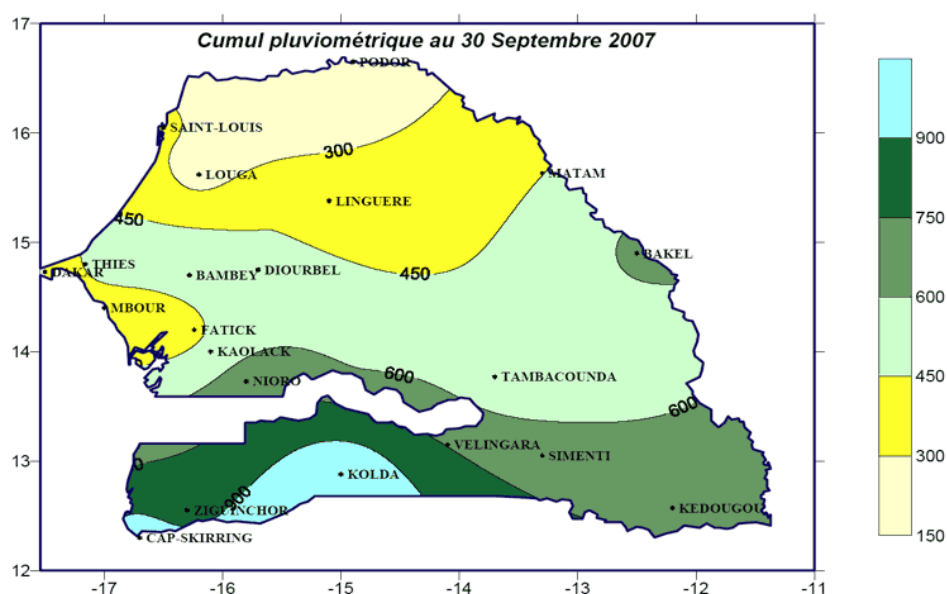 17
Cumul pluviométrique au 30 Septembre 2007
PODOR
16
SAINT-LOUIS
300
LOUGA
MATAM
LINGUERE
450
15
BAKEL
THIES
DAKAR
BAMBEY
DIOURBEL
450
MBOUR
FATICK
14
KAOLACK
NIORO
600
TAMBACOUNDA
600
VELINGARA
SIMENTI
13
0
KOLDA
900
ZIGUINCHOR
KEDOUGOU
CAP-SKIRRING
12
-17
-16
-15
-14
-13
-12
-11
900
750
600
450
300
150